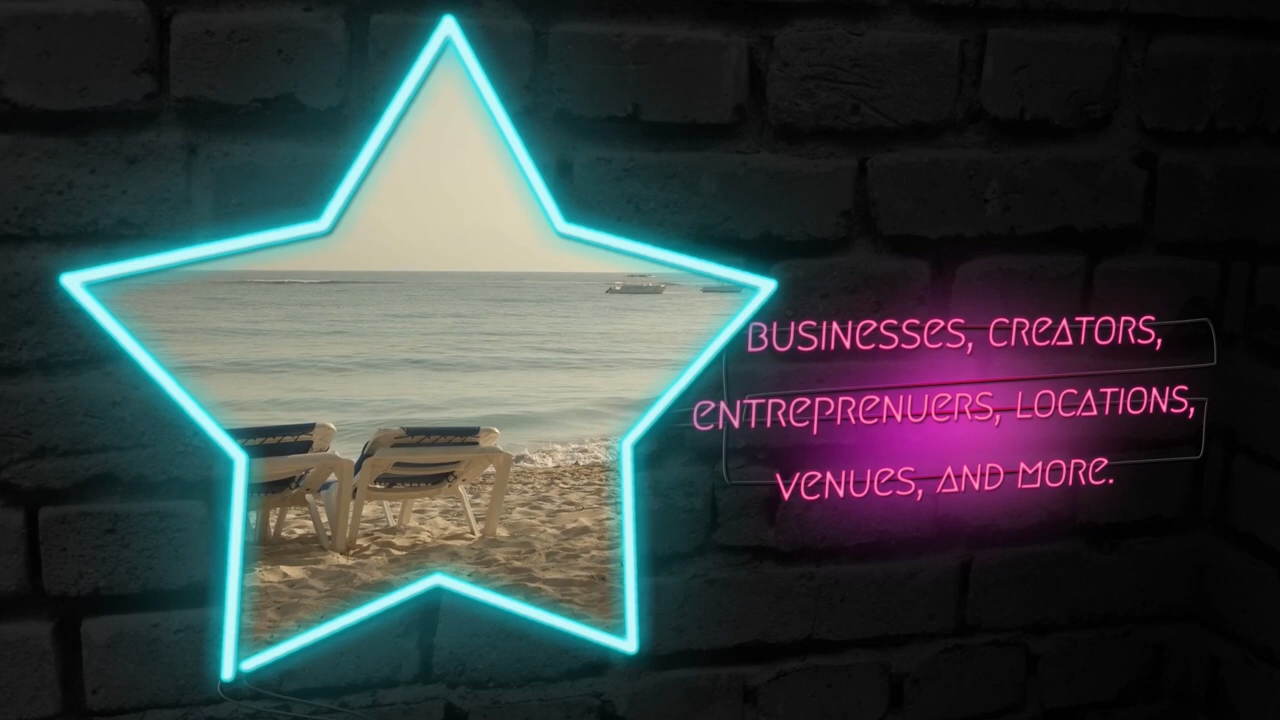 BUSINESSES, CREATORS,
ENTREPRENUERS, LOCATIONS,
VENUES, AND MORE.